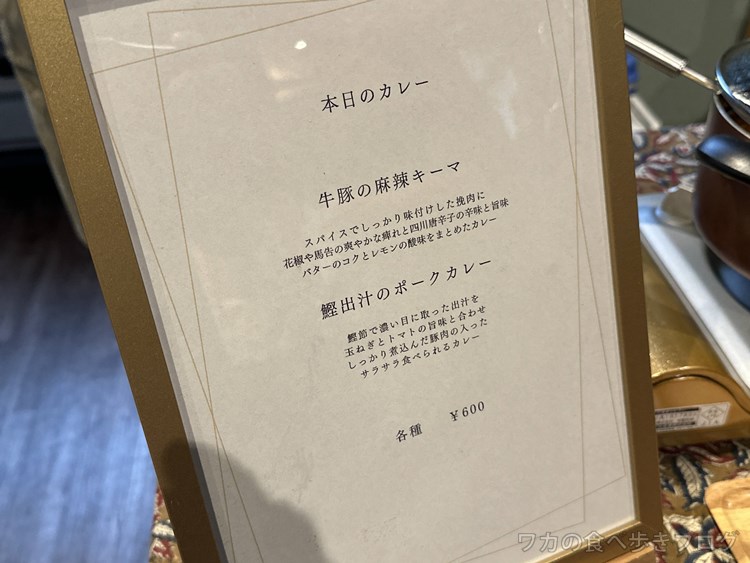 本日のカレー
牛豚の麻辣キーマ
スパイスでしっかり味付けした挽肉に
花椒や馬告の爽やかな痺れと四川唐辛子の辛味と旨味
バターのコクとレモンの酸味をまとめたカレー
鰹出汁のポークカレー
鰹節で濃い目に取った出汁を
玉ねぎとトマトの旨味と合わせ
しっかり煮込んだ豚肉の入った
サラサラ食べられるカレー
各種 ¥600
ワカの食べ歩きブログ